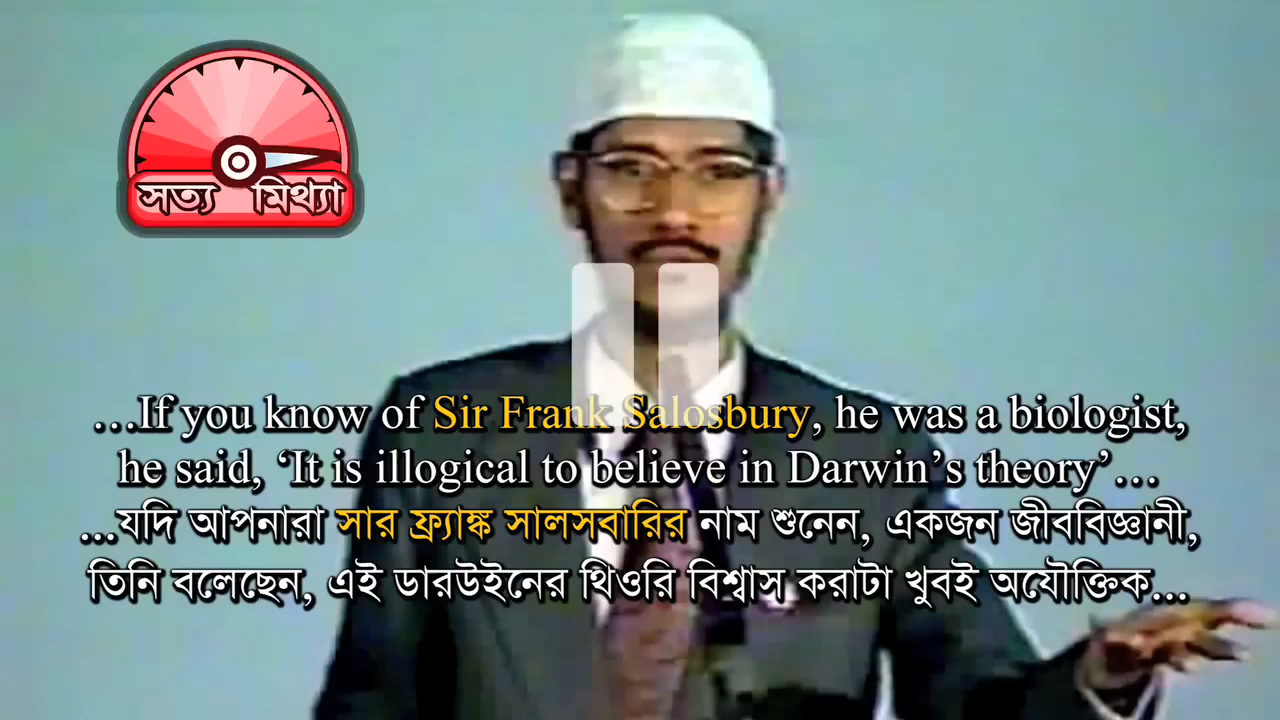 সত্য মিথ্যা
...If you know of Sir Frank Salosbury, he was a biologist,
he said, ‘It is illogical to believe in Darwin’s theory’...
...যদি আপনারা সার ফ্র্যাঙ্ক সালসবারির নাম শুনেন, একজন জীববিজ্ঞানী,
তিনি বলেছেন, এই ডারউইনের থিওরি বিশ্বাস করাটা খুবই অযৌক্তিক...